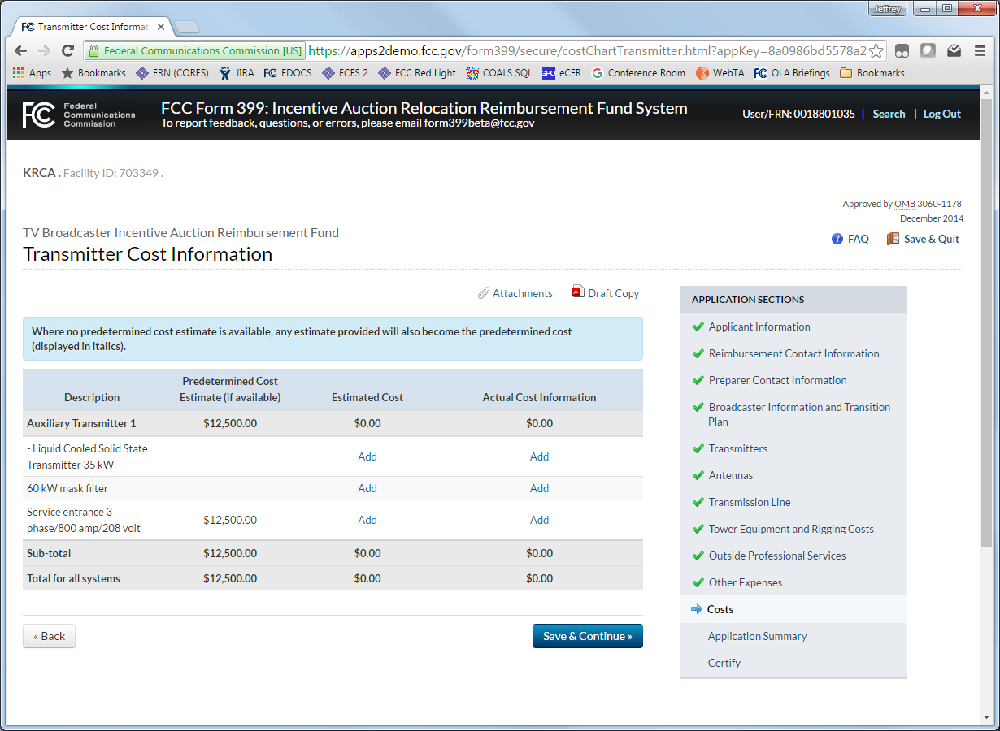 Jeffrey
Transmitter Cost Informat
Federal Communications Commission [US] https://apps2demo.fcc.gov/form399/secure/costChartTransmitter.html?appKey=8a0986bd5578a2
Apps Bookmarks FRN (CORES) JIRA EDOCS ECFS 2 FCC Red Light COALS SQL GPO eCFR Conference Room WebTA OLA Briefings Bookmarks
FC Federal
Communications
Commission
FCC Form 399: Incentive Auction Relocation Reimbursement Fund System
To report feedback, questions, or errors, please email form399beta@fcc.gov
User/FRN: 0018801035 | Search | Log Out
KRCA . Facility ID: 703349 .
Approved by OMB 3060-1178
December 2014
TV Broadcaster Incentive Auction Reimbursement Fund
Transmitter Cost Information
FAQ Save & Quit
Attachments Draft Copy
Where no predetermined cost estimate is available, any estimate provided will also become the predetermined cost
(displayed in italics).
Description Predetermined Cost
Estimate (if available) Estimated Cost Actual Cost Information
Auxiliary Transmitter 1 $12,500.00 $0.00 $0.00
- Liquid Cooled Solid State
Transmitter 35 kW Add Add
60 kW mask filter Add Add
Service entrance 3
phase/800 amp/208 volt $12,500.00 Add Add
Sub-total $12,500.00 $0.00 $0.00
Total for all systems $12,500.00 $0.00 $0.00
« Back Save & Continue »
APPLICATION SECTIONS
Applicant Information
Reimbursement Contact Information
Preparer Contact Information
Broadcaster Information and Transition
Plan
Transmitters
Antennas
Transmission Line
Tower Equipment and Rigging Costs
Outside Professional Services
Other Expenses
Costs
Application Summary
Certify